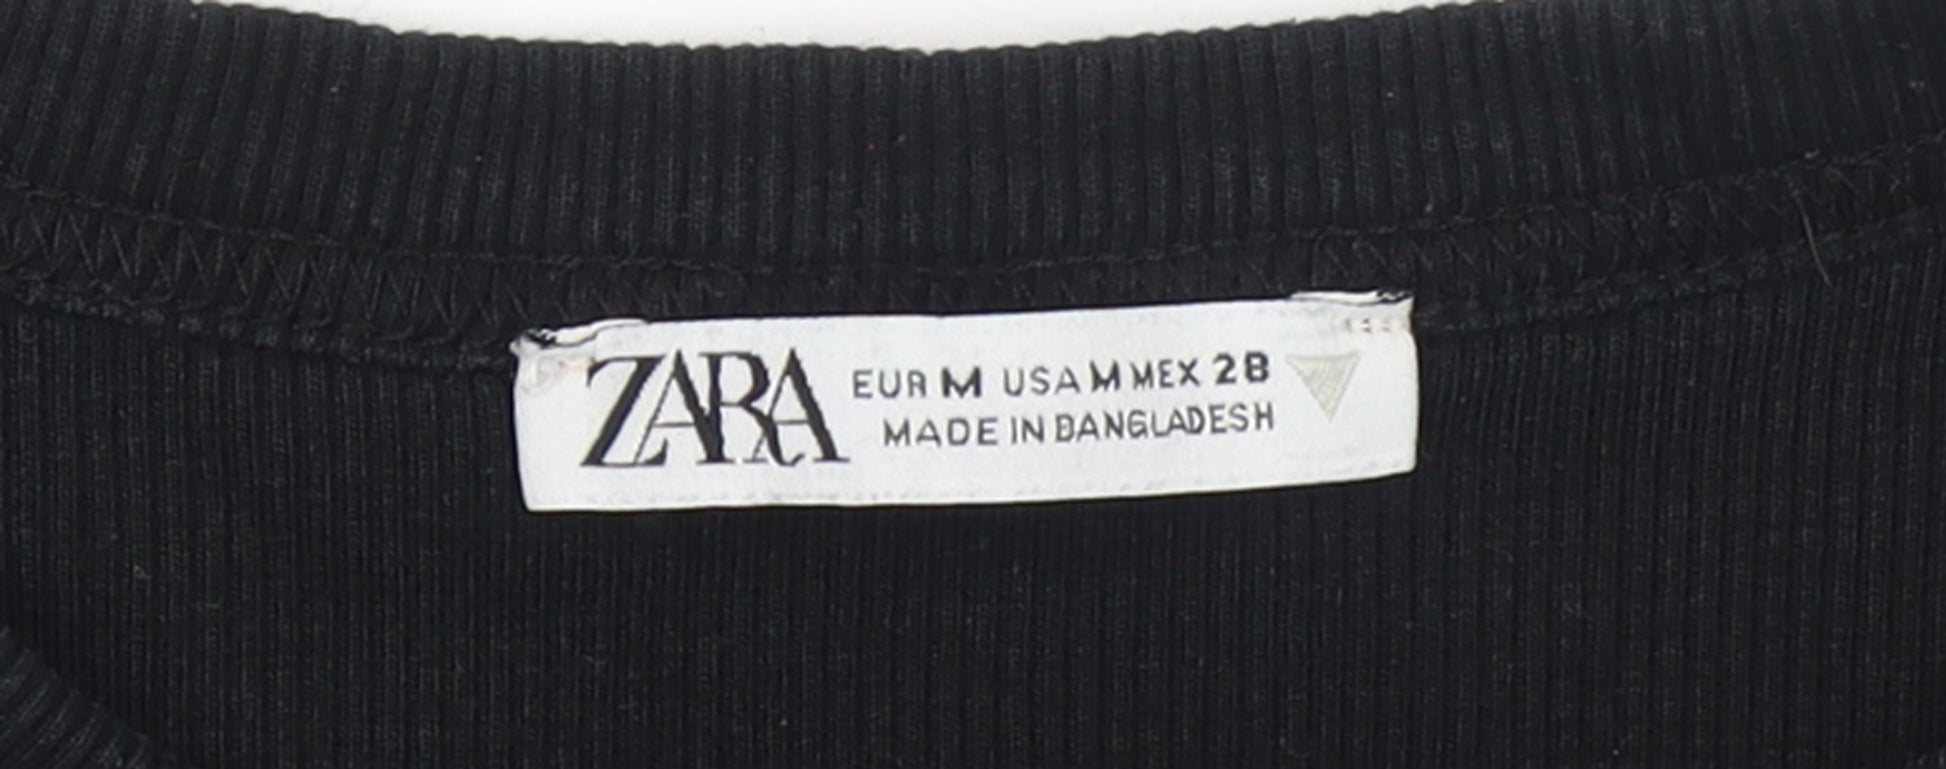 ZARA
EUR M USA M MEX 28
MADE IN BANGLADESH